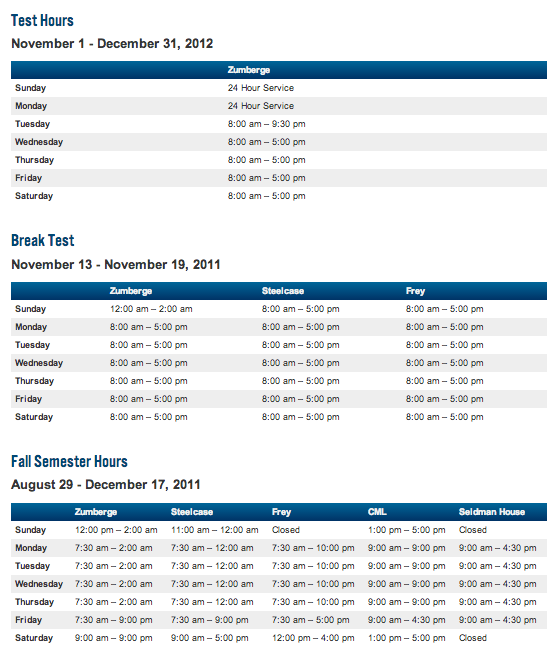 Test Hours
November 1 - December 31, 2012
Zumberge
Sunday 24 Hour Service
Monday 24 Hour Service
Tuesday 8:00 am – 9:30 pm
Wednesday 8:00 am – 5:00 pm
Thursday 8:00 am – 5:00 pm
Friday 8:00 am – 5:00 pm
Saturday 8:00 am – 5:00 pm
Break Test
November 13 - November 19, 2011
Zumberge Steelcase Frey
Sunday 12:00 am – 2:00 am 8:00 am – 5:00 pm 8:00 am – 5:00 pm
Monday 8:00 am – 5:00 pm 8:00 am – 5:00 pm 8:00 am – 5:00 pm
Tuesday 8:00 am – 5:00 pm 8:00 am – 5:00 pm 8:00 am – 5:00 pm
Wednesday 8:00 am – 5:00 pm 8:00 am – 5:00 pm 8:00 am – 5:00 pm
Thursday 8:00 am – 5:00 pm 8:00 am – 5:00 pm 8:00 am – 5:00 pm
Friday 8:00 am – 5:00 pm 8:00 am – 5:00 pm 8:00 am – 5:00 pm
Saturday 8:00 am – 5:00 pm 8:00 am – 5:00 pm 8:00 am – 5:00 pm
Fall Semester Hours
August 29 - December 17, 2011
Zumberge Steelcase Frey CML Seidman House
Sunday 12:00 pm – 2:00 am 11:00 am – 12:00 am Closed 1:00 pm – 5:00 pm Closed
Monday 7:30 am – 2:00 am 7:30 am – 12:00 am 7:30 am – 10:00 pm 9:00 am – 9:00 pm 9:00 am – 4:30 pm
Tuesday 7:30 am – 2:00 am 7:30 am – 12:00 am 7:30 am – 10:00 pm 9:00 am – 9:00 pm 9:00 am – 4:30 pm
Wednesday 7:30 am – 2:00 am 7:30 am – 12:00 am 7:30 am – 10:00 pm 9:00 am – 9:00 pm 9:00 am – 4:30 pm
Thursday 7:30 am – 2:00 am 7:30 am – 12:00 am 7:30 am – 10:00 pm 9:00 am – 9:00 pm 9:00 am – 4:30 pm
Friday 7:30 am – 9:00 pm 7:30 am – 9:00 pm 7:30 am – 5:00 pm 9:00 am – 4:30 pm 9:00 am – 4:30 pm
Saturday 9:00 am – 9:00 pm 9:00 am – 5:00 pm 12:00 pm – 4:00 pm 1:00 pm – 5:00 pm Closed